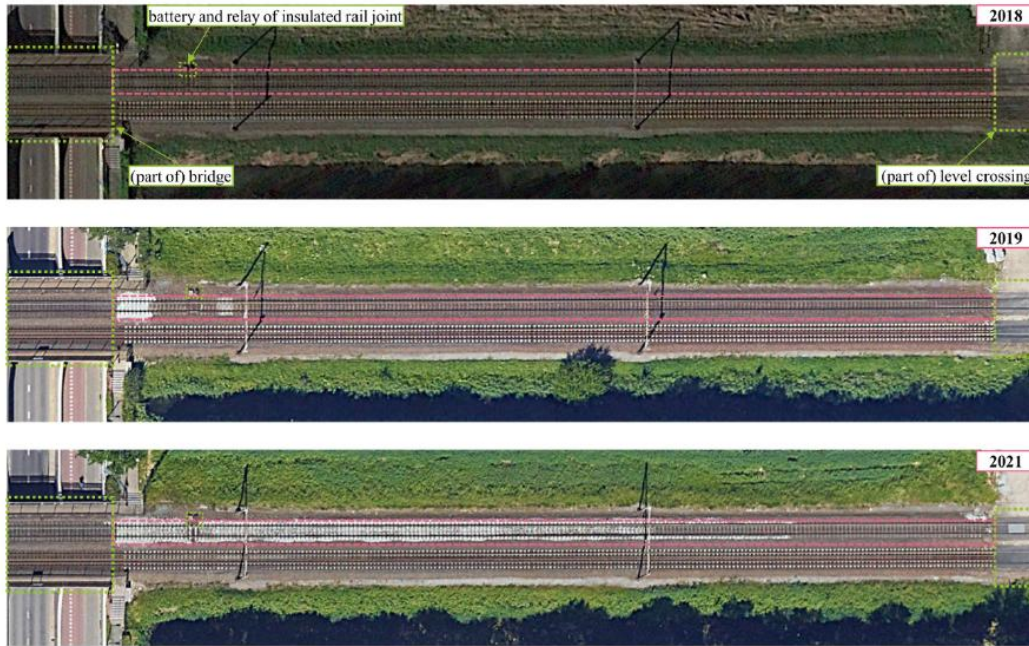 battery and relay of insulated rail joint
2018
(part of) bridge
(part of) level crossing
2019
2021